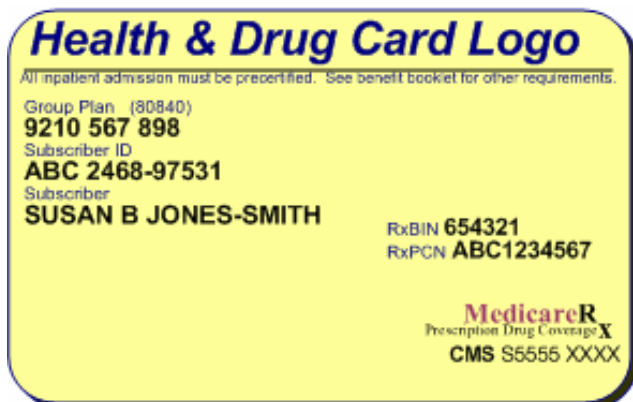 Health & Drug Card Logo
All inpatient admission must be precertified. See benefit booklet for other requirements.
Group Plan (80840)
9210 567 898
Subscriber ID
ABC 2468-97531
Subscriber
SUSAN B JONES-SMITH
RxBIN 654321
RxPCN ABC1234567
MedicareRx
Prescription Drug Coverage
CMS S5555 XXXX